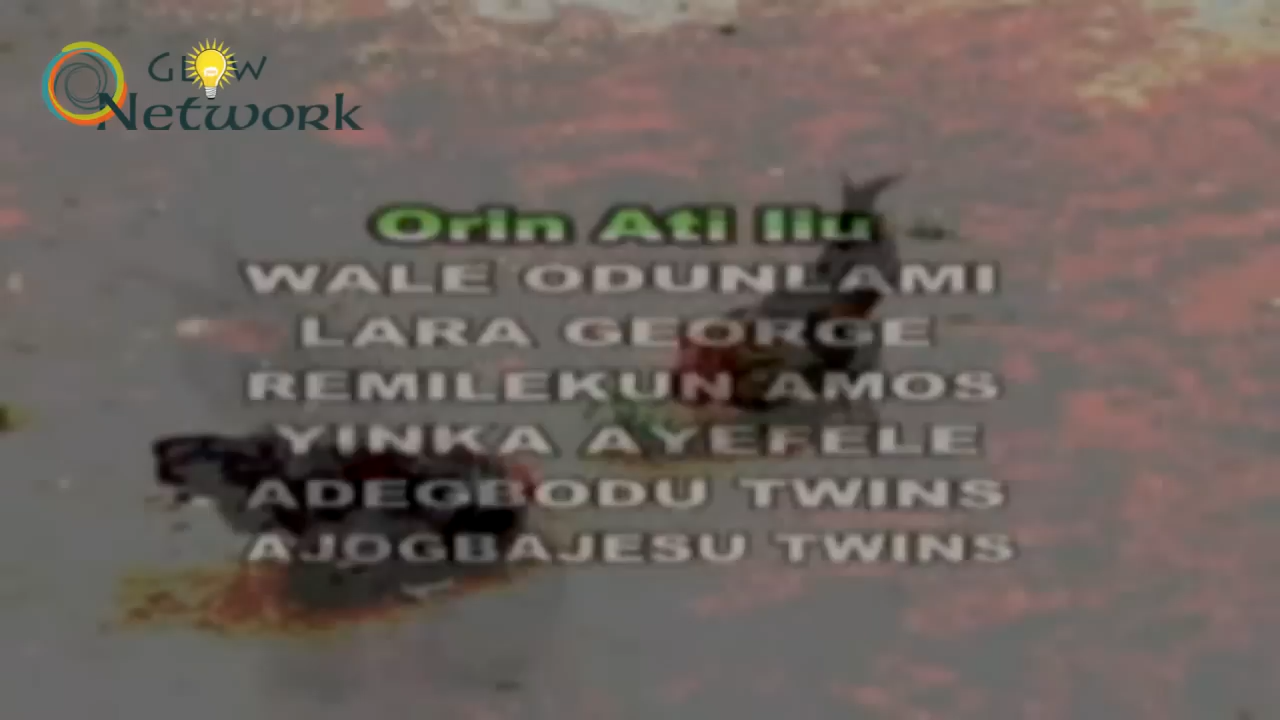 GLOW
Network
Orin Ati Ilu
WALE ODUNLAMI
LARA GEORGE
REMILEKUN AMOS
YINKA AYEFELE
ADEGBODU TWINS
AJOGBAJESU TWINS